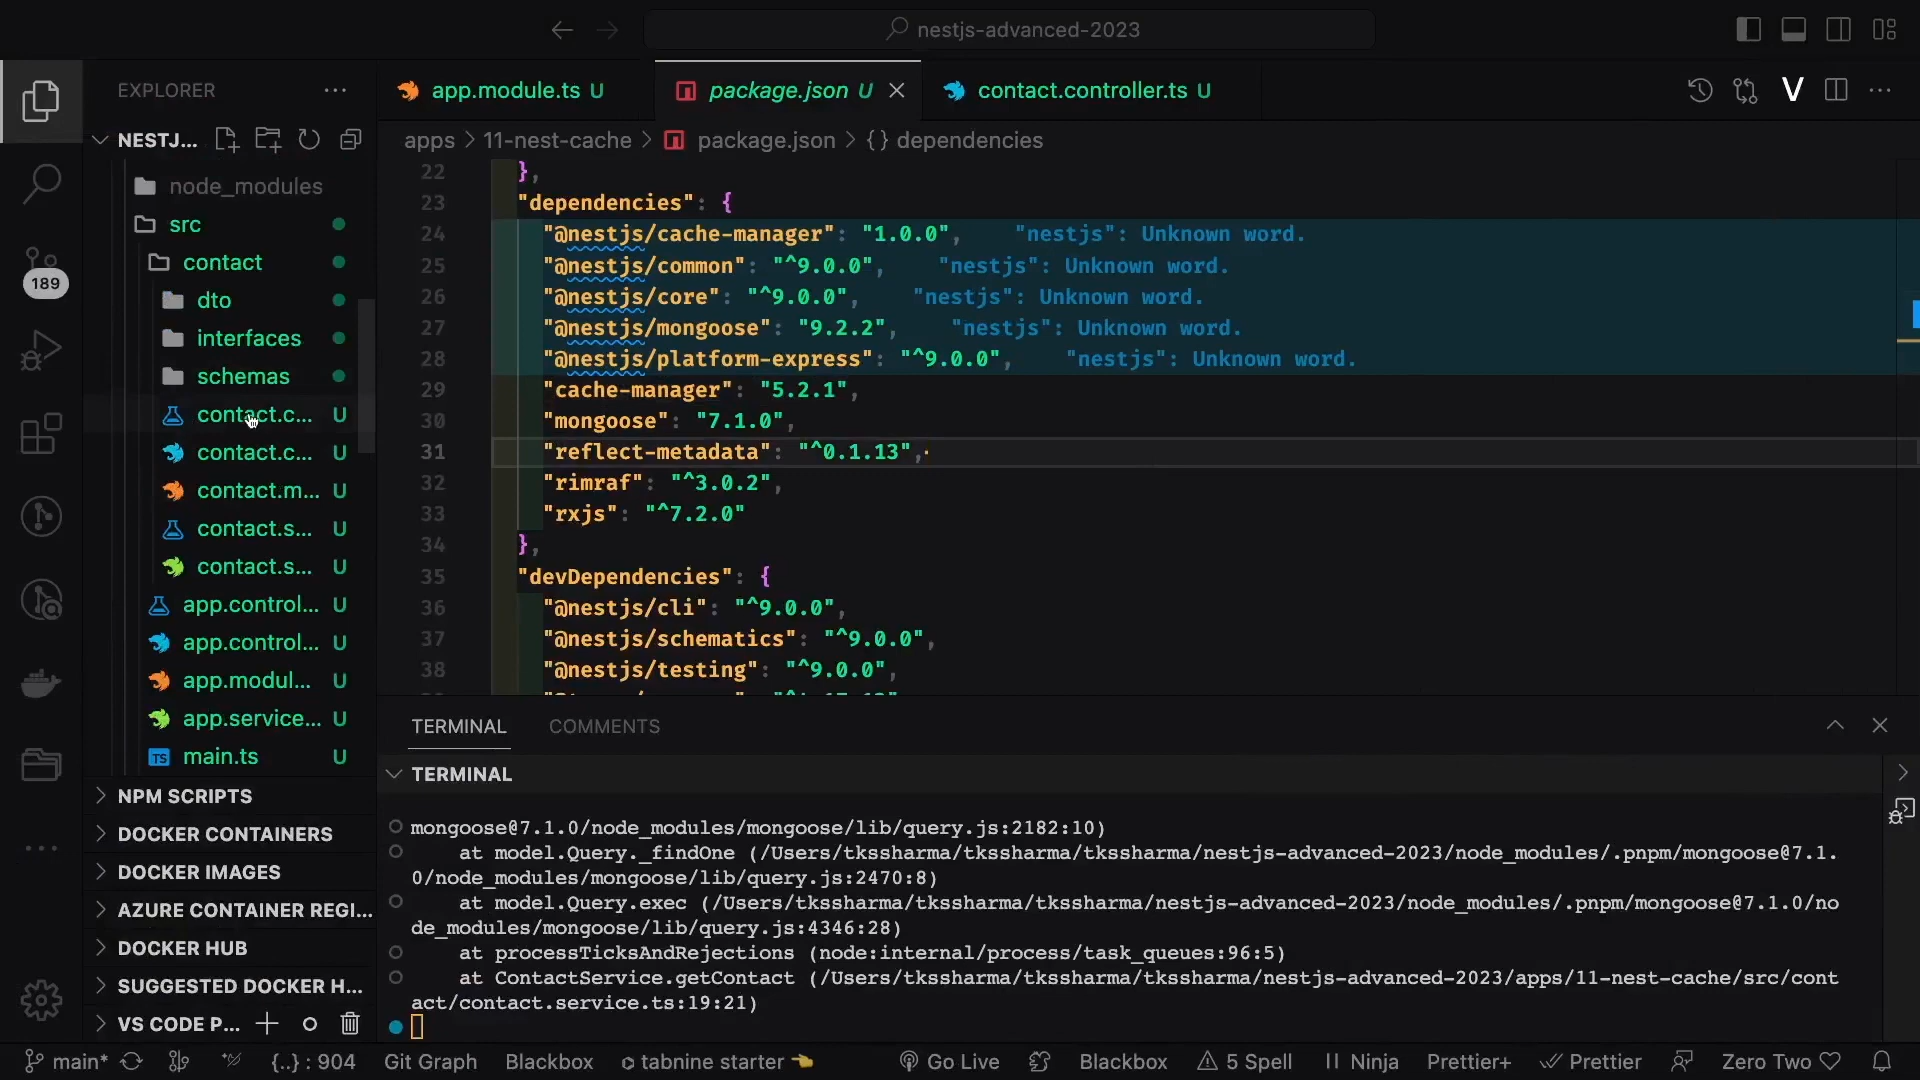 nestjs-advanced-2023
EXPLORER
app.module.ts U
package.json U
contact.controller.ts U
NESTJ...
apps > 11-nest-cache > package.json > {} dependencies
node_modules
src
contact
dto
interfaces
schemas
contact.c... U
contact.c... U
contact.m... U
contact.s... U
contact.s... U
app.control... U
app.control... U
app.modul... U
app.service... U
main.ts U
NPM SCRIPTS
DOCKER CONTAINERS
DOCKER IMAGES
AZURE CONTAINER REGI...
DOCKER HUB
SUGGESTED DOCKER H...
VS CODE P...
189
22 },
23 "dependencies": {
24 "@nestjs/cache-manager": "1.0.0", "nestjs": Unknown word.
25 "@nestjs/common": "^9.0.0", "nestjs": Unknown word.
26 "@nestjs/core": "^9.0.0", "nestjs": Unknown word.
27 "@nestjs/mongoose": "9.2.2", "nestjs": Unknown word.
28 "@nestjs/platform-express": "^9.0.0", "nestjs": Unknown word.
29 "cache-manager": "5.2.1",
30 "mongoose": "7.1.0",
31 "reflect-metadata": "^0.1.13",
32 "rimraf": "^3.0.2",
33 "rxjs": "^7.2.0"
34 },
35 "devDependencies": {
36 "@nestjs/cli": "^9.0.0",
37 "@nestjs/schematics": "^9.0.0",
38 "@nestjs/testing": "^9.0.0",
TERMINAL COMMENTS
TERMINAL
mongoose@7.1.0/node_modules/mongoose/lib/query.js:2182:10)
at model.Query._findOne (/Users/tkssharma/tkssharma/tkssharma/nestjs-advanced-2023/node_modules/.pnpm/mongoose@7.1.
0/node_modules/mongoose/lib/query.js:2470:8)
at model.Query.exec (/Users/tkssharma/tkssharma/tkssharma/nestjs-advanced-2023/node_modules/.pnpm/mongoose@7.1.0/no
de_modules/mongoose/lib/query.js:4346:28)
at processTicksAndRejections (node:internal/process/task_queues:96:5)
at ContactService.getContact (/Users/tkssharma/tkssharma/tkssharma/nestjs-advanced-2023/apps/11-nest-cache/src/cont
act/contact.service.ts:19:21)
main* {..} : 904 Git Graph Blackbox tabnine starter Go Live Blackbox 5 Spell Ninja Prettier+ Prettier Zero Two